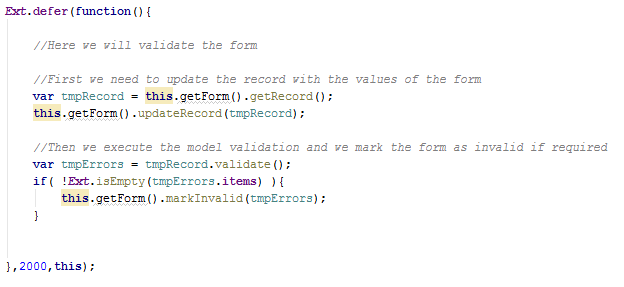 Ext.defer(function(){
//Here we will validate the form
//First we need to update the record with the values of the form
var tmpRecord = this.getForm().getRecord();
this.getForm().updateRecord(tmpRecord);
//Then we execute the model validation and we mark the form as invalid if required
var tmpErrors = tmpRecord.validate();
if( !Ext.isEmpty(tmpErrors.items) ){
this.getForm().markInvalid(tmpErrors);
}
},2000,this);